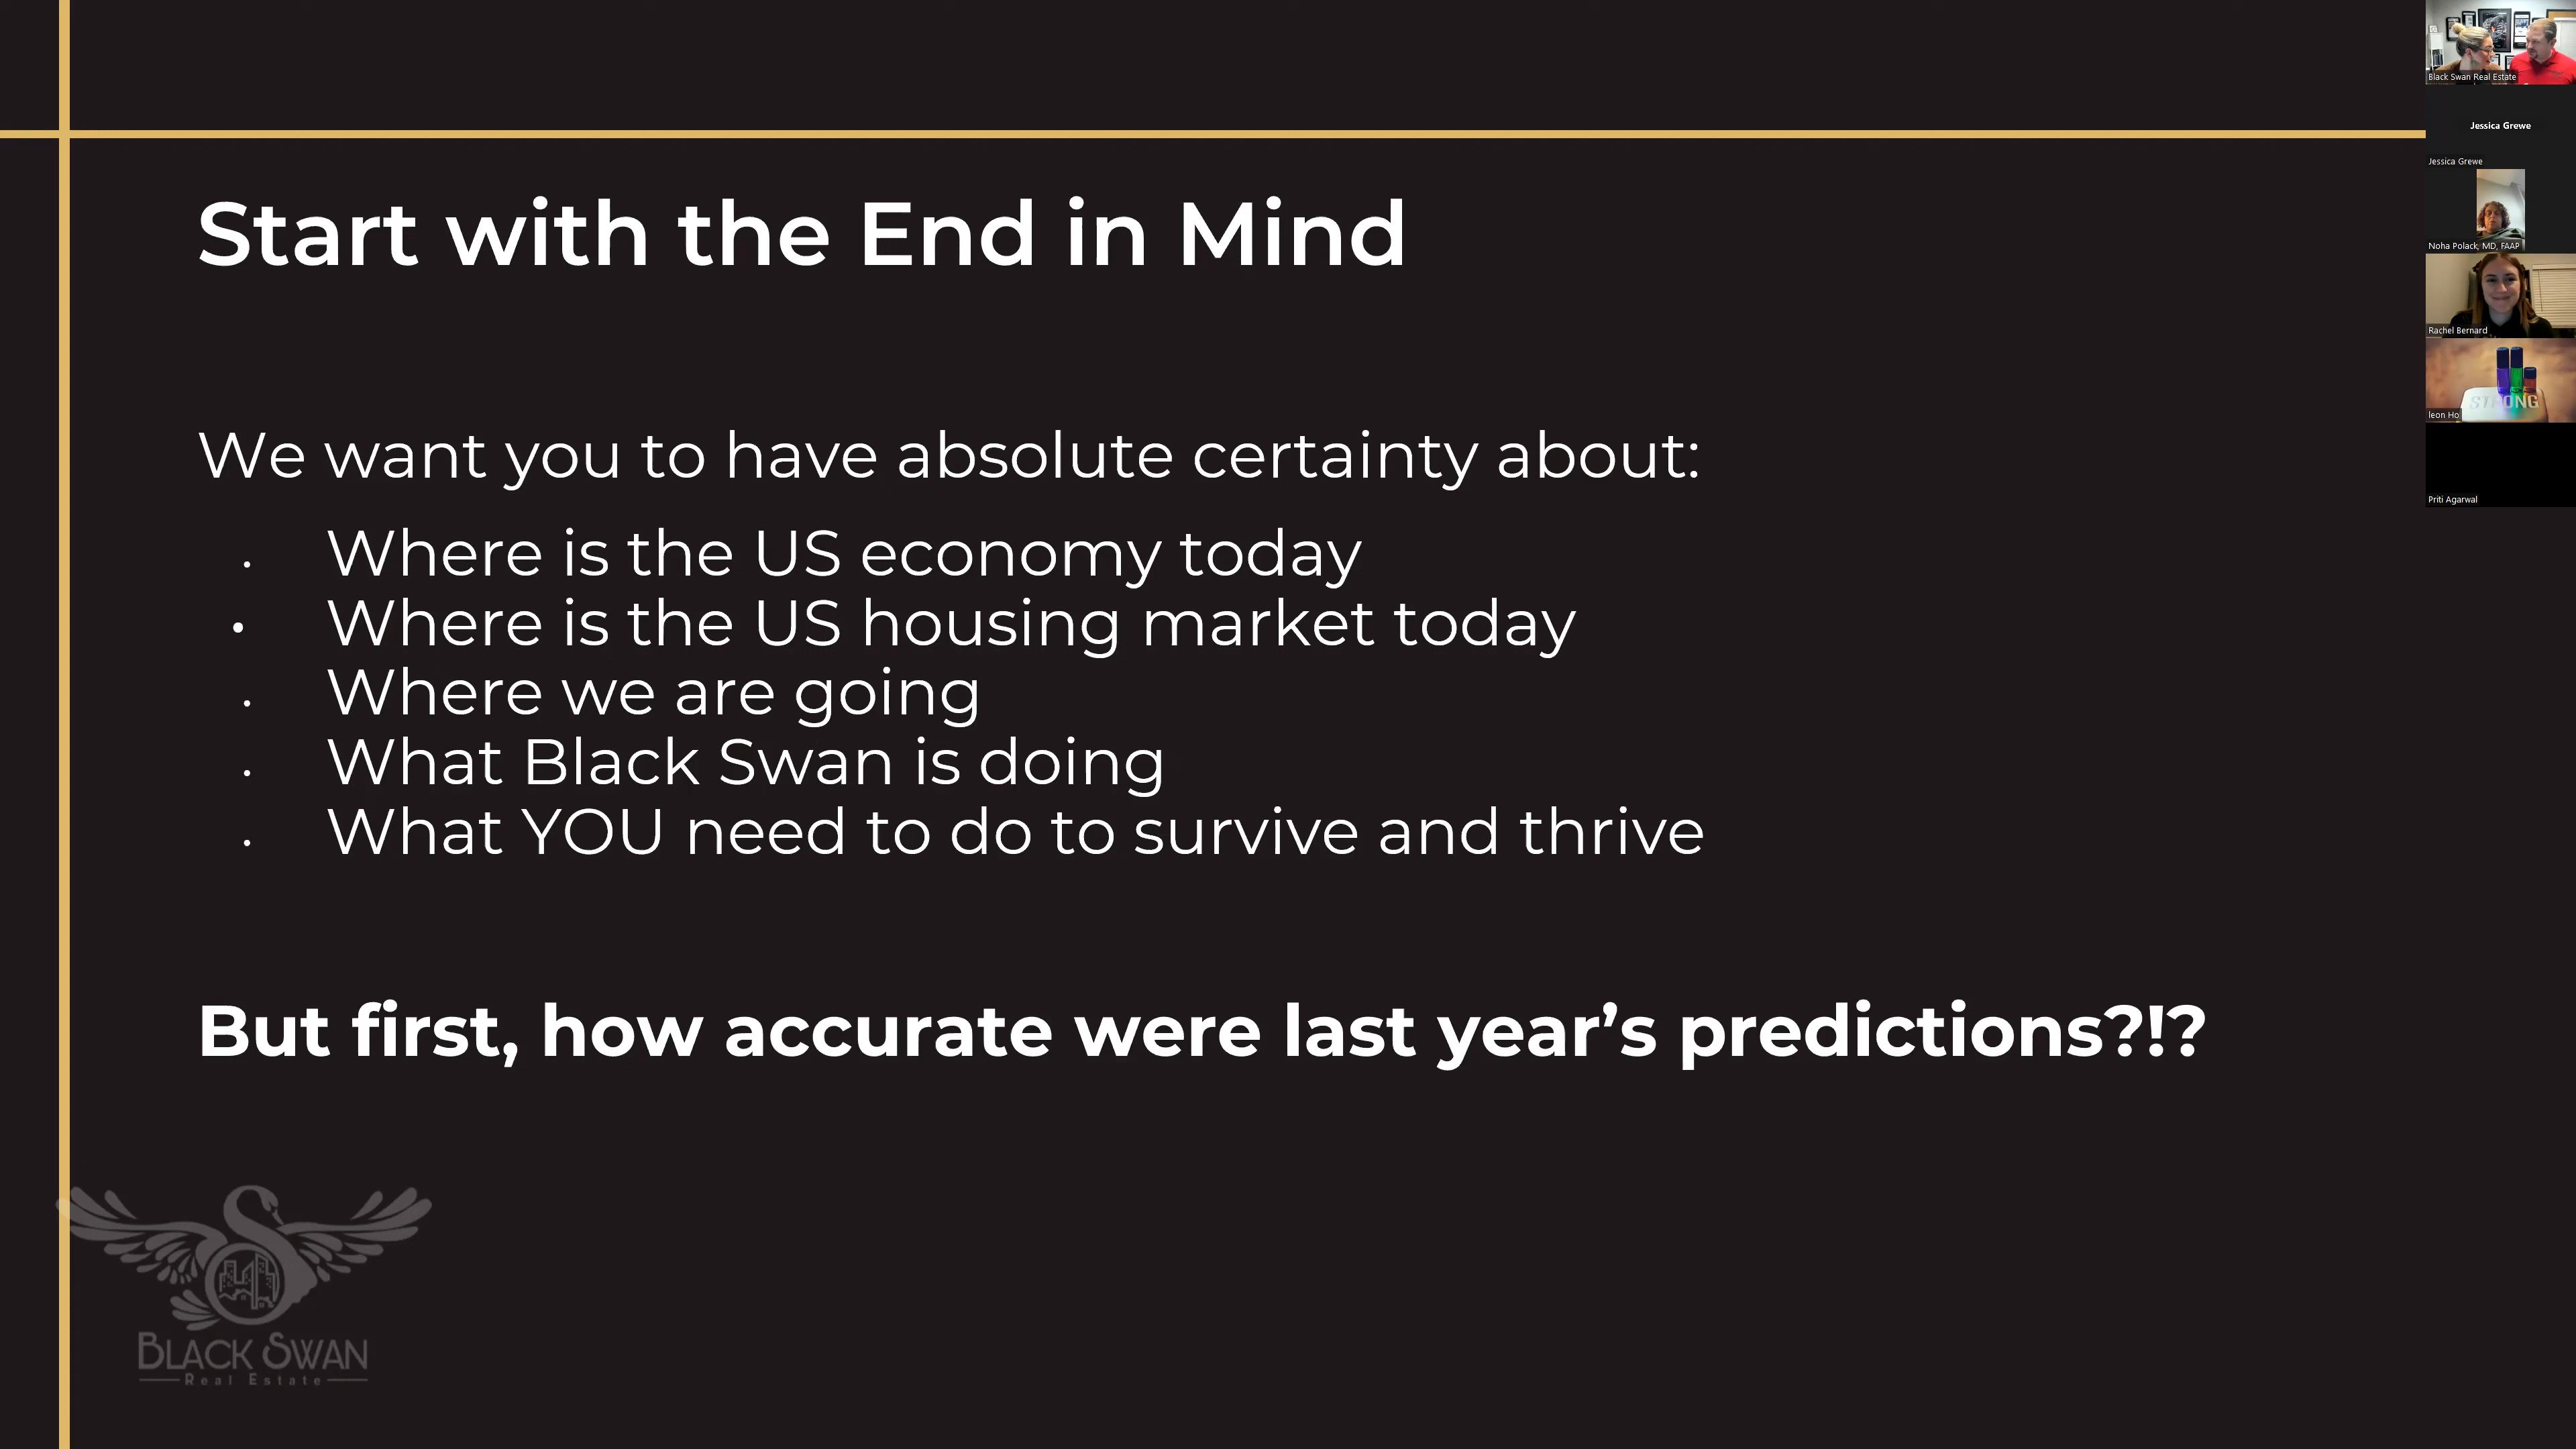 Start with the End in Mind
We want you to have absolute certainty about:
• Where is the US economy today
• Where is the US housing market today
• Where we are going
• What Black Swan is doing
• What YOU need to do to survive and thrive
But first, how accurate were last year’s predictions?!?
BLACK SWAN
Real Estate
Black Swan Real Estate
Jessica Grewe
Jessica Grewe
Noha Polack, MD, FAAP
Rachel Bernard
STRONG
leon Ho
Priti Agarwal